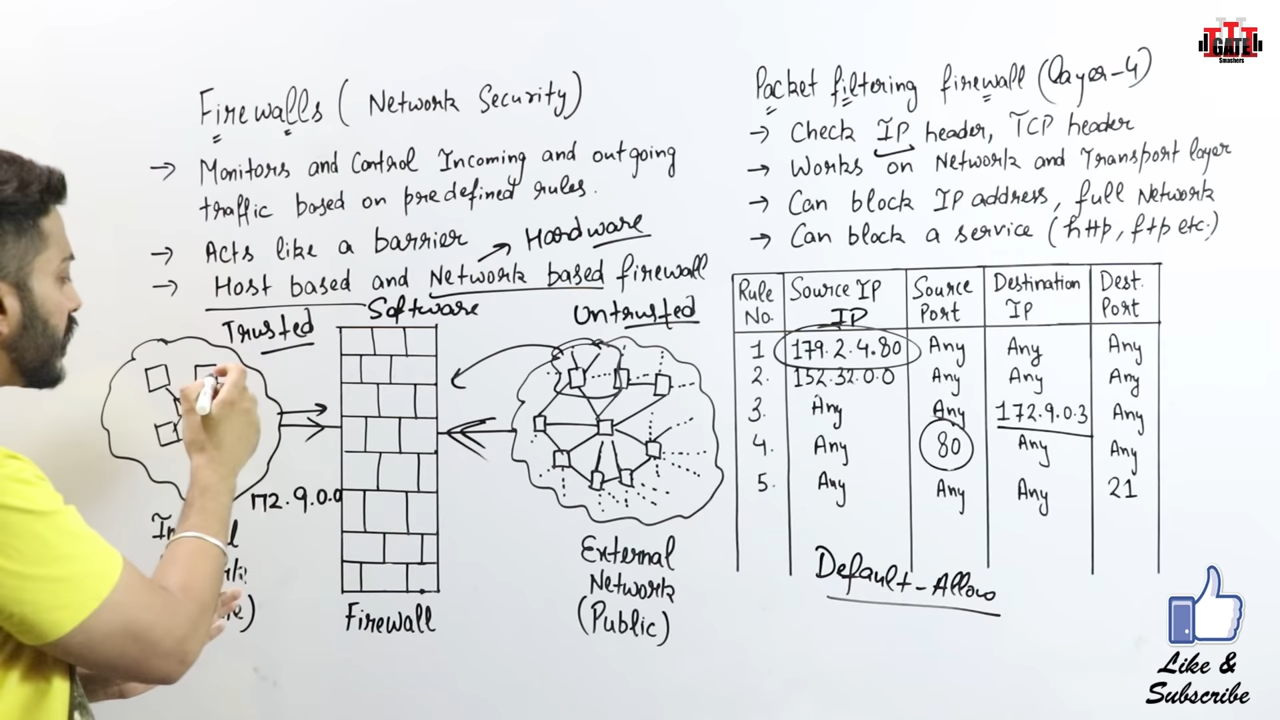 GATE
Smashers
Firewalls (Network Security)
→ Monitors and Control Incoming and outgoing
traffic based on predefined rules.
→ Acts like a barrier
Hardware
→ Host based and Network based firewall
Software
Trusted
Untrusted
172.9.0.0
Firewall
External
Network
(Public)
Packet filtering firewall (layer-4)
→ Check IP header, TCP header
→ Works on Network and Transport layer
→ Can block IP address, full Network
→ Can block a service (http, ftp etc.)
Rule No. Source IP IP Source Port Destination IP Dest. Port
1 179.2.4.80 Any Any Any
2. 152.32.0.0 Any Any Any
3. Any Any 172.9.0.3 Any
4. Any 80 Any Any
5. Any Any Any 21
Default-Allow
Like &
Subscribe